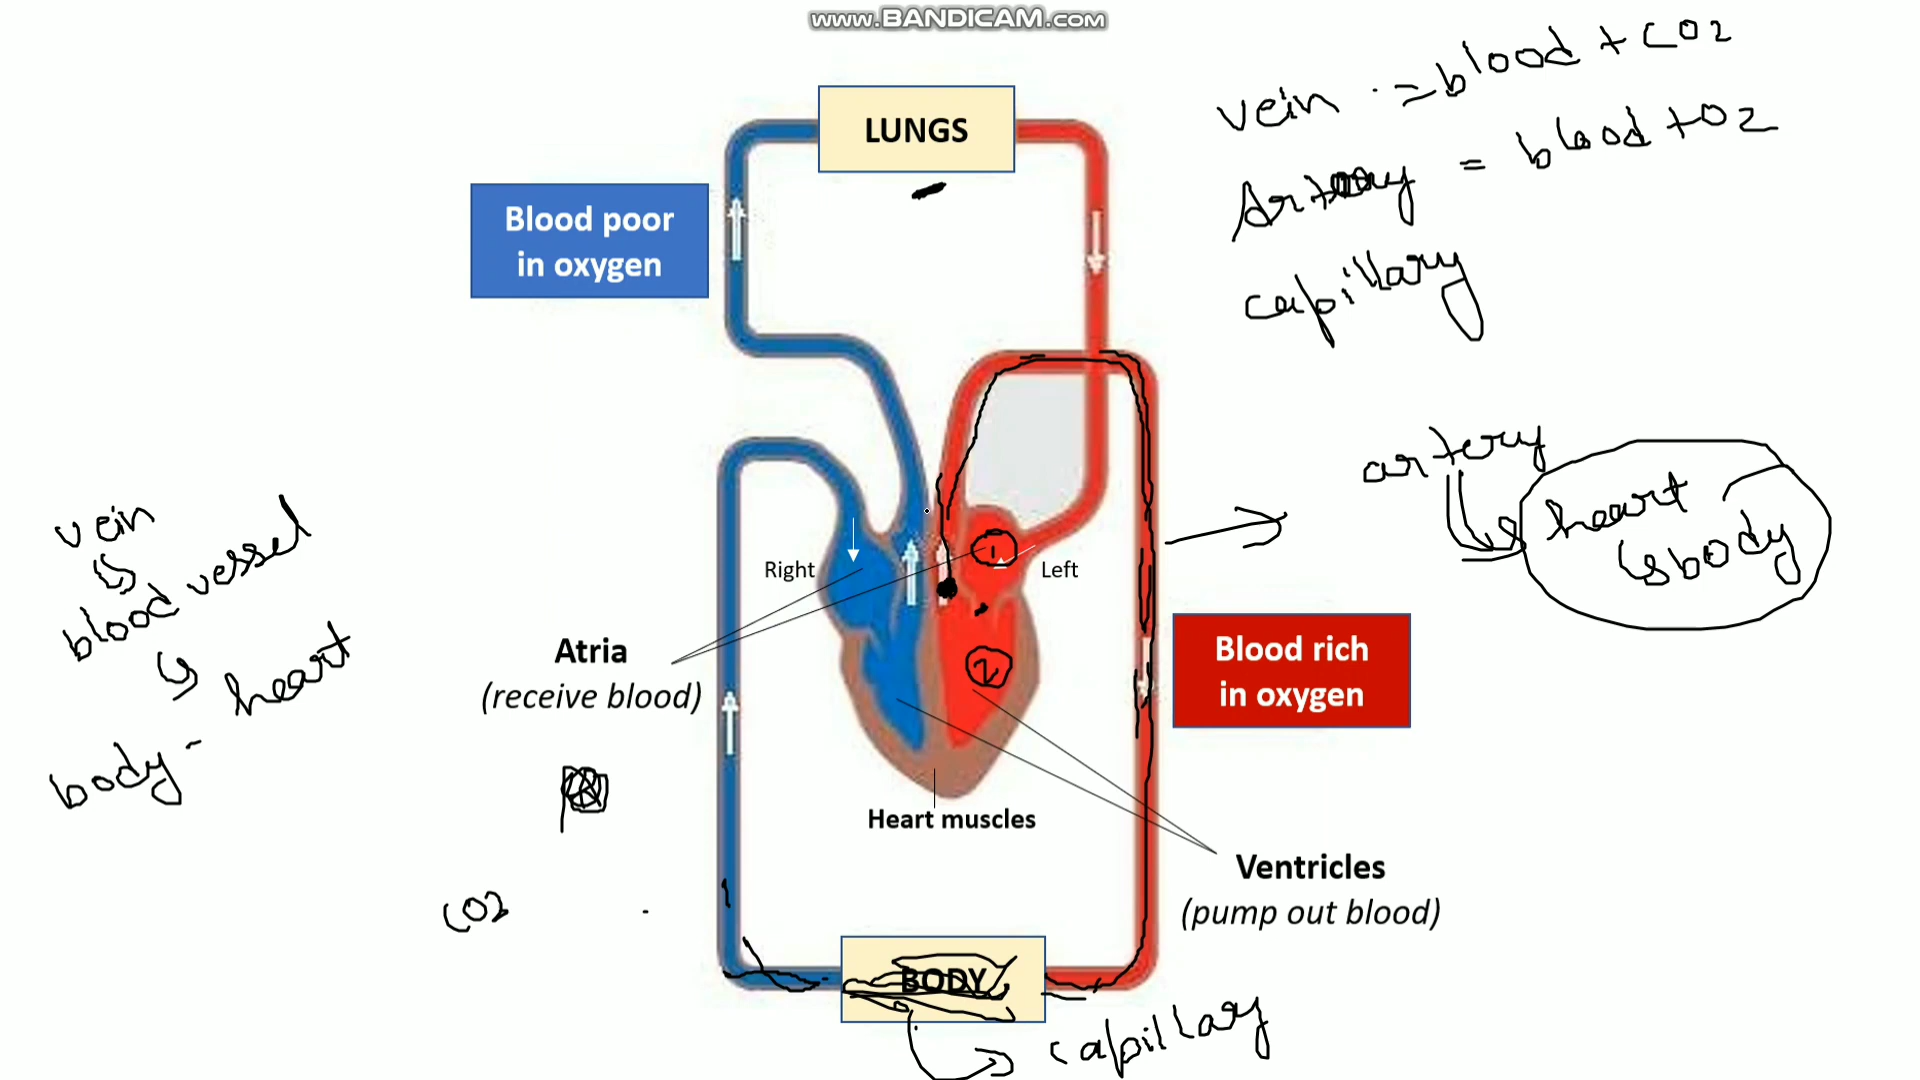 www.BANDICAM.com
vein = blood + CO2
LUNGS
Artery = blood + O2
Blood poor
in oxygen
capillary
artery
heart
body
vein
blood vessel
heart
body -
1
Right
Left
2
Atria
(receive blood)
Blood rich
in oxygen
Heart muscles
Ventricles
(pump out blood)
CO2
BODY
capillary